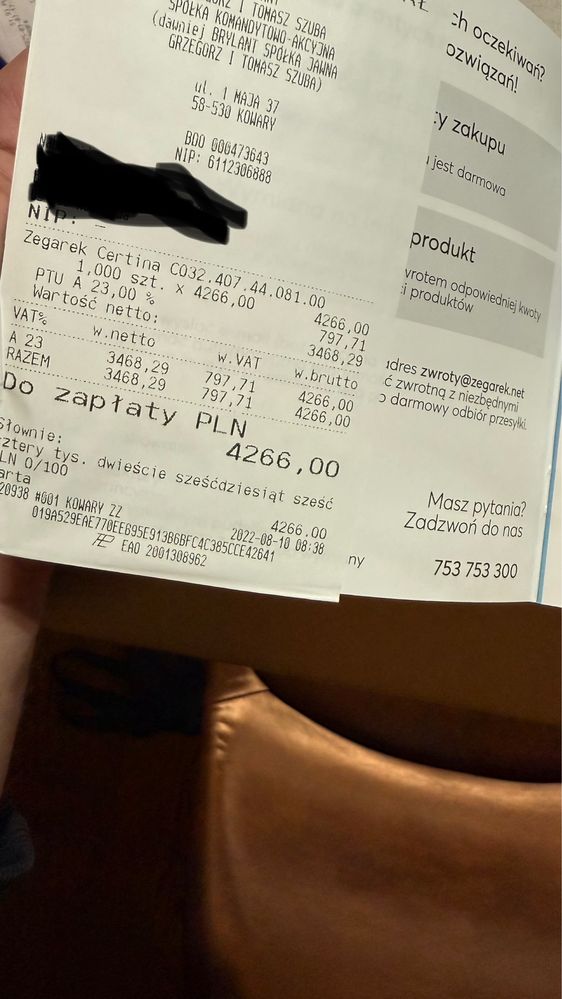 I TOMASZ SZUBA
SPÓŁKA KOMANDYTOWO-AKCYJNA
(dawniej BRYLANT SPÓŁKA JAWNA
GRZEGORZ I TOMASZ SZUBA)
ul. 1 MAJA 37
58-530 KOWARY
BDO 000473643
NIP: 6112306888
NIP: _
Zegarek Certina C032.407.44.081.00
1,000 szt. x 4266,00 4266,00
PTU A 23,00 % 797,71
Wartość netto: 3468,29
VAT% w.netto w.VAT w.brutto
A 23 3468,29 797,71 4266,00
RAZEM 3468,29 797,71 4266,00
Do zapłaty PLN
4266,00
Słownie:
cztery tys. dwieście sześćdziesiąt sześć
PLN 0/100
arta 4266.00
20938 #001 KOWARY ZZ 2022-08-10 08:38
019A529EAE770EEB95E913B6BFC4C385CCE42641
EAO 2001308962
ch oczekiwań?
ozwiązań!
y zakupu
jest darmowa
produkt
wrotem odpowiedniej kwoty
i produktów
dres zwroty@zegarek.net
ć zwrotną z niezbędnymi
o darmowy odbiór przesyłki.
Masz pytania?
Zadzwoń do nas
ny
753 753 300